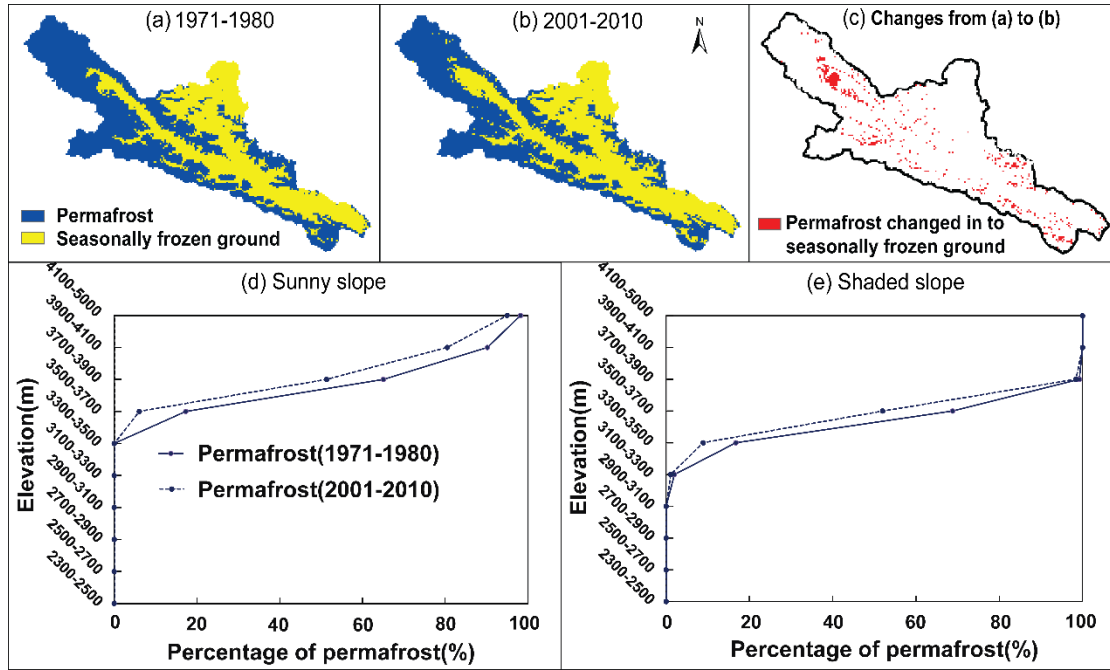 (a) 1971-1980
Permafrost
Seasonally frozen ground
(b) 2001-2010
N
Permafrost
Seasonally frozen ground
(c) Changes from (a) to (b)
Permafrost changed in to
seasonally frozen ground
(d) Sunny slope
Elevation(m)
4100-5000
3900-4100
3700-3900
3500-3700
3300-3500
3100-3300
2900-3100
2700-2900
2500-2700
2300-2500
Permafrost(1971-1980)
Permafrost(2001-2010)
0 20 40 60 80 100
Percentage of permafrost(%)
(e) Shaded slope
Elevation(m)
4100-5000
3900-4100
3700-3900
3500-3700
3300-3500
3100-3300
2900-3100
2700-2900
2500-2700
2300-2500
0 20 40 60 80 100
Percentage of permafrost(%)